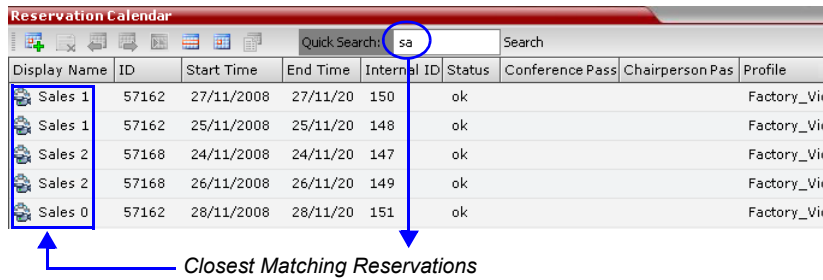 Reservation Calendar
Quick Search: sa Search
Display Name ID Start Time End Time Internal ID Status Conference Pass Chairperson Pas Profile
Sales 1 57162 27/11/2008 27/11/20 150 ok Factory_Vi
Sales 1 57162 25/11/2008 25/11/20 148 ok Factory_Vi
Sales 2 57168 24/11/2008 24/11/20 147 ok Factory_Vi
Sales 2 57168 26/11/2008 26/11/20 149 ok Factory_Vi
Sales 0 57162 28/11/2008 28/11/20 151 ok Factory_Vi
Closest Matching Reservations